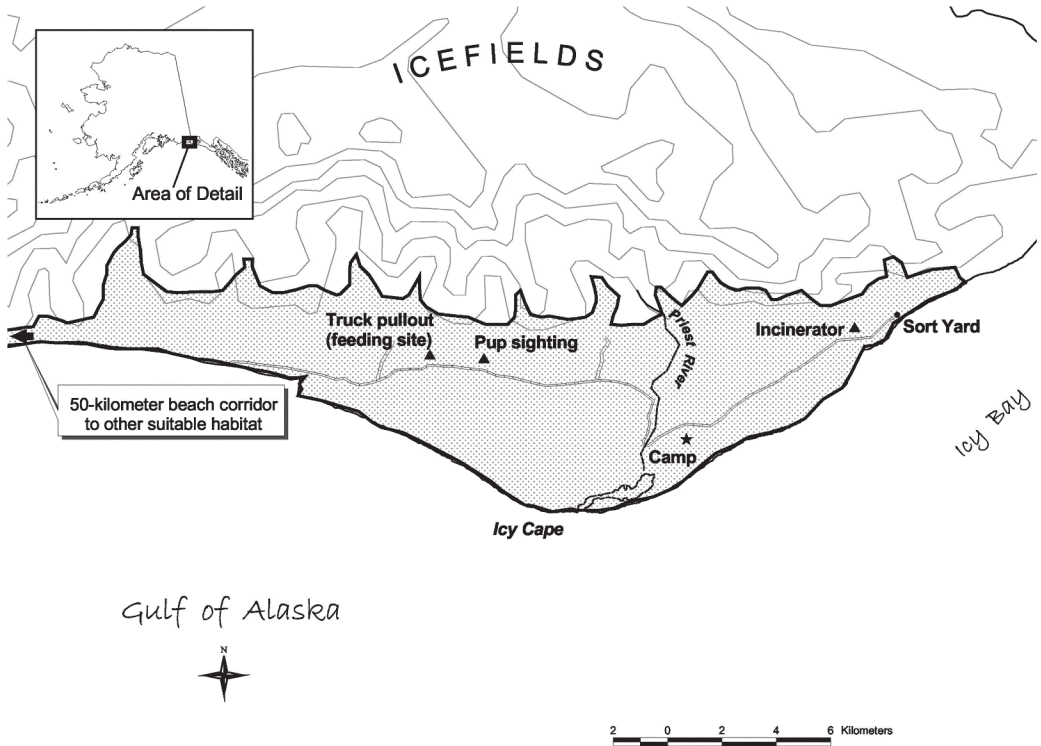 ICEFIELDS
Area of Detail
Priest River
Truck pullout
(feeding site)
Pup sighting
Incinerator
Sort Yard
50-kilometer beach corridor
to other suitable habitat
Camp
Icy Bay
Icy Cape
Gulf of Alaska
N
2 0 2 4 6 Kilometers